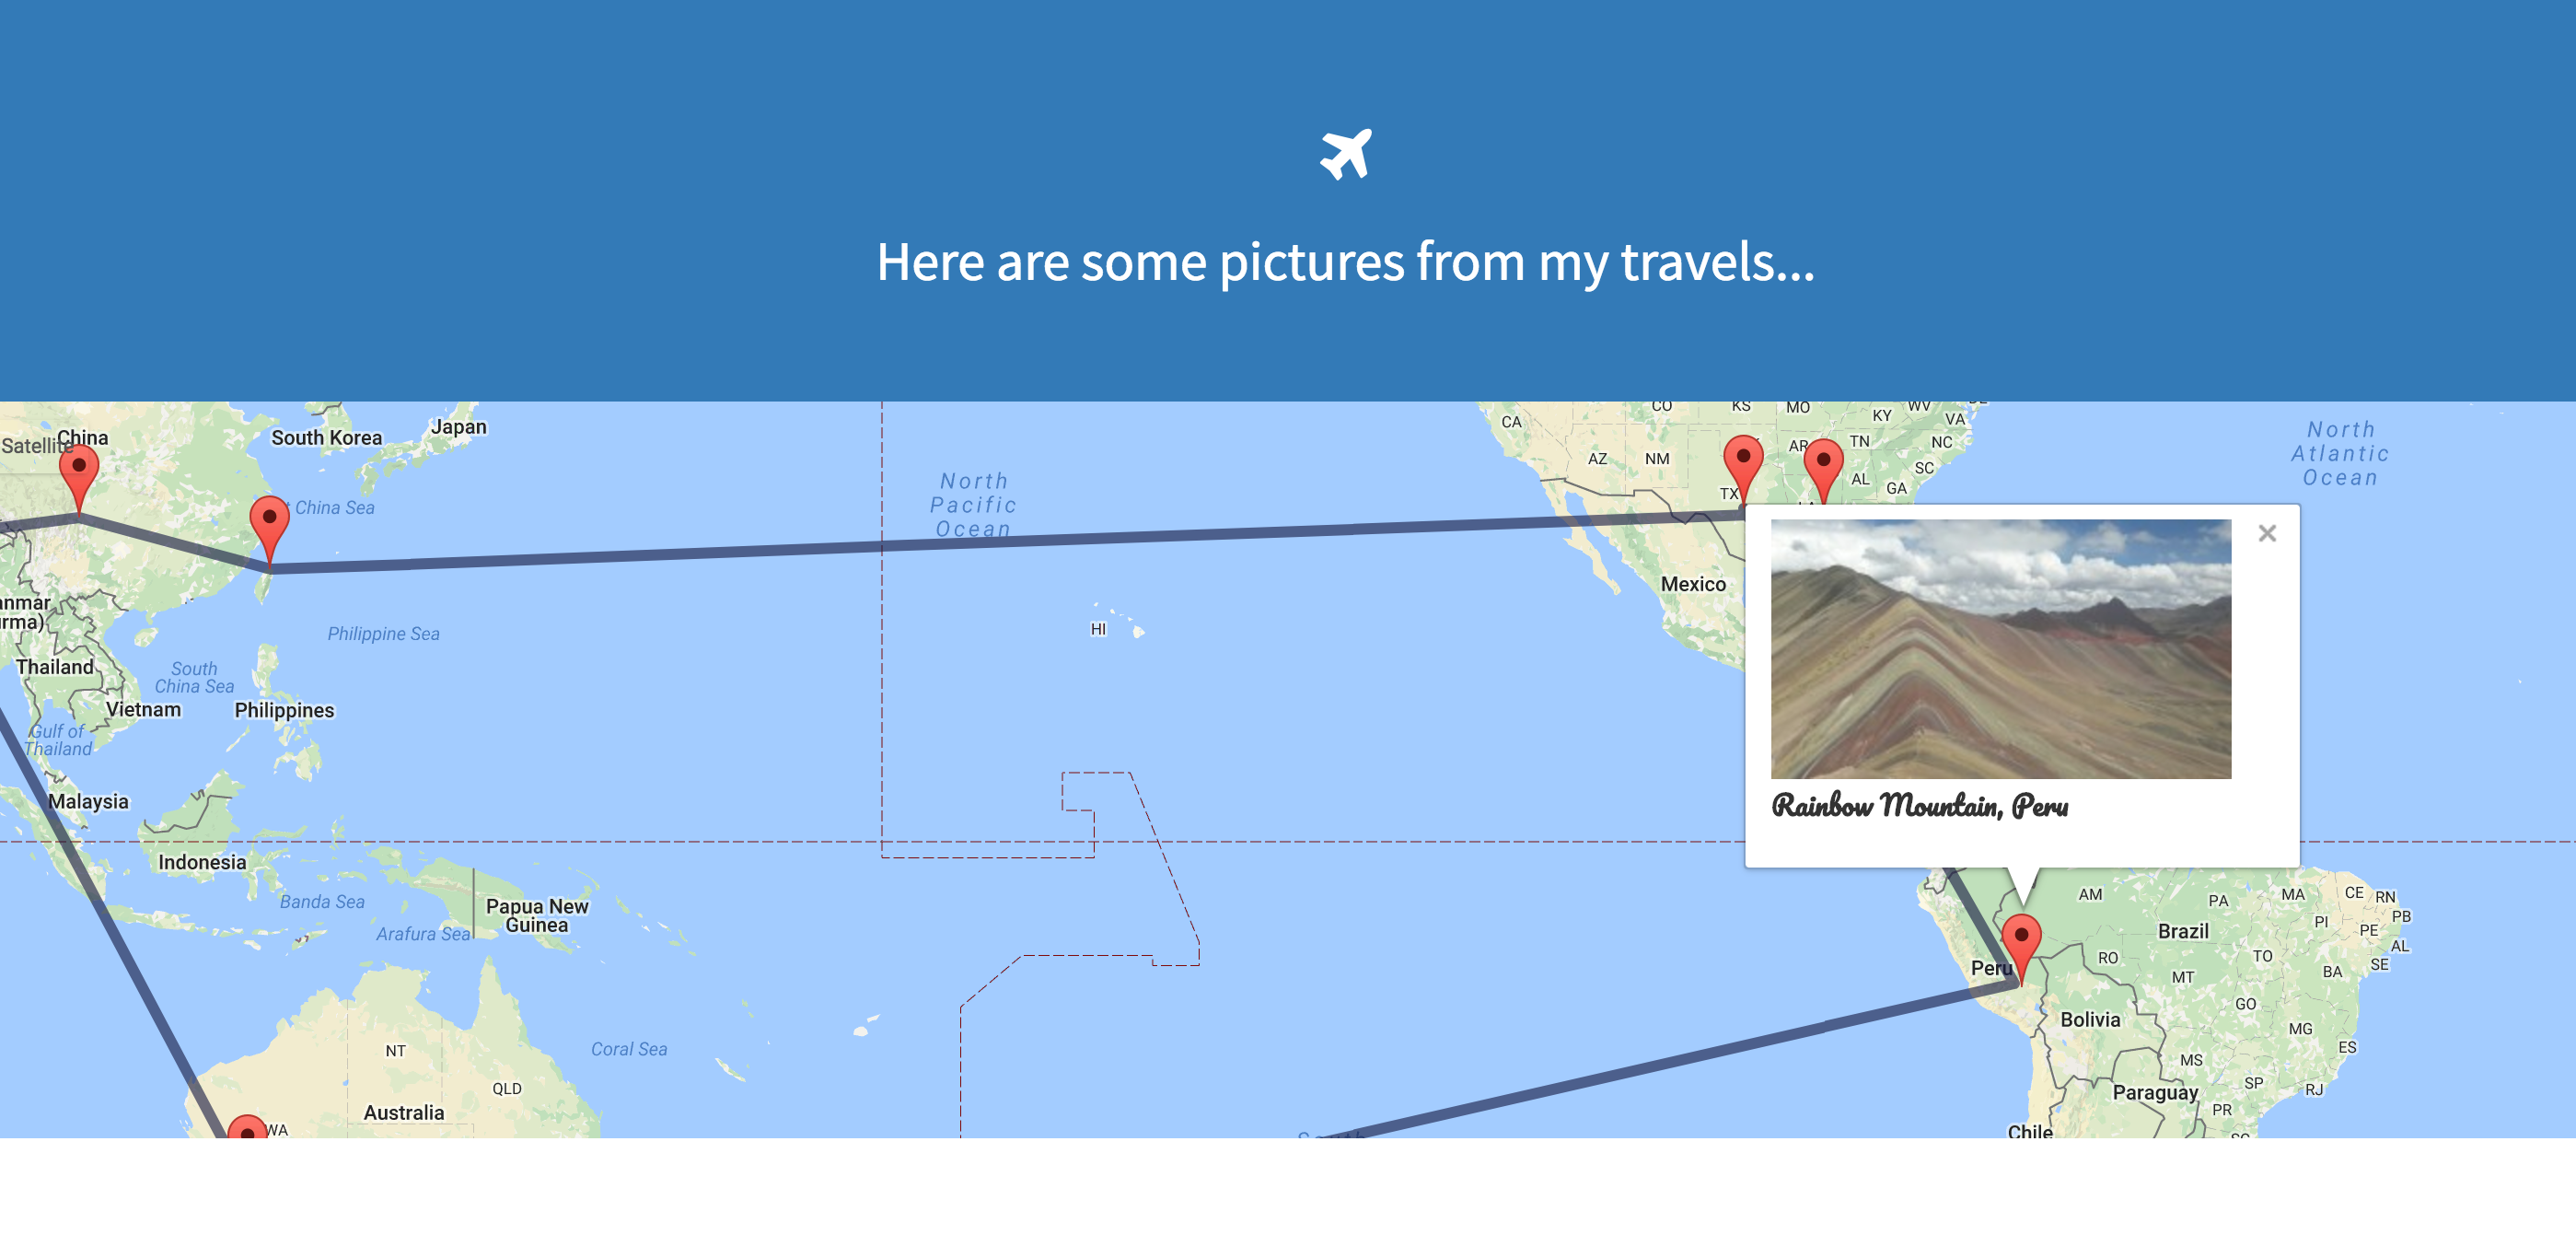 Here are some pictures from my travels...
Satellite
China
South Korea
Japan
China Sea
North
Pacific
Ocean
CA
CO
KS
MO
KY
WV
VA
AZ
NM
AR
TN
NC
SC
TX
AL
GA
North
Atlantic
Ocean
Mexico
HI
Philippine Sea
South
China Sea
Thailand
Vietnam
Philippines
Gulf of
Thailand
Malaysia
Indonesia
Banda Sea
Arafura Sea
Papua New
Guinea
Coral Sea
NT
QLD
Australia
WA
Rainbow Mountain, Peru
AM
PA
MA
CE
RN
PB
PI
PE
AL
SE
Brazil
Peru
RO
TO
MT
BA
GO
Bolivia
MG
ES
MS
SP
RJ
Paraguay
PR
Chile